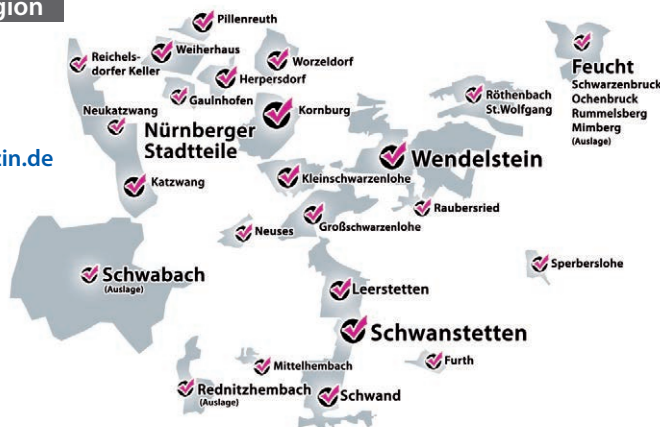 gion
Pillenreuth
Weiherhaus
Reichels-
dorfer Keller
Worzeldorf
Herpersdorf
Feucht
Schwarzenbruck
Ochenbruck
Rummelsberg
Mimberg
(Auslage)
Gaulnhofen
Röthenbach
St.Wolfgang
Neukatzwang
Kornburg
Nürnberger
Stadtteile
tin.de
Wendelstein
Katzwang
Kleinschwarzenlohe
Raubersried
Neuses
Großschwarzenlohe
Sperberslohe
Schwabach
(Auslage)
Leerstetten
Schwanstetten
Mittelhembach
Furth
Rednitzhembach
(Auslage)
Schwand